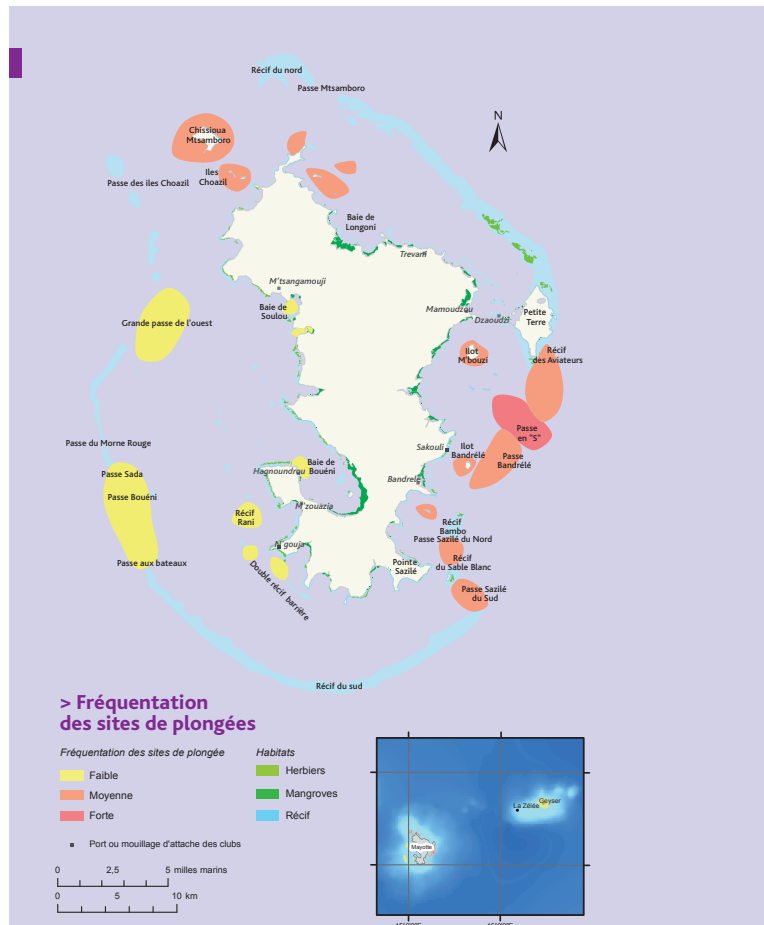 Récif du nord
Passe Mtsamboro
N
Chissioua
Mtsamboro
Iles
Choazil
Passe des iles Choazil
Baie de
Longoni
Trevani
M'tsangamouji
Baie de
Soulou
Grande passe de l'ouest
Mamoudzou
Dzaoudzi
Petite
Terre
Ilot
M'bouzi
Récif
des Aviateurs
Passe
en "S"
Passe du Morne Rouge
Sakouli
Ilot
Bandrélé
Passe
Bandrélé
Passe Sada
Hagnoundrou
Baie de
Bouéni
Bandrele
Passe Bouéni
M'zouazia
Récif
Rani
Récif
Bambo
Passe Sazilé du Nord
N'gouja
Passe aux bateaux
Double récif barrière
Pointe
Sazilé
Récif
du Sable Blanc
Passe Sazilé
du Sud
Récif du sud
> Fréquentation
des sites de plongées
Fréquentation des sites de plongée
Faible
Moyenne
Forte
Habitats
Herbiers
Mangroves
Récif
Port ou mouillage d'attache des clubs
0 2,5 5 milles marins
0 5 10 km
La Zélée
Geyser
Mayotte